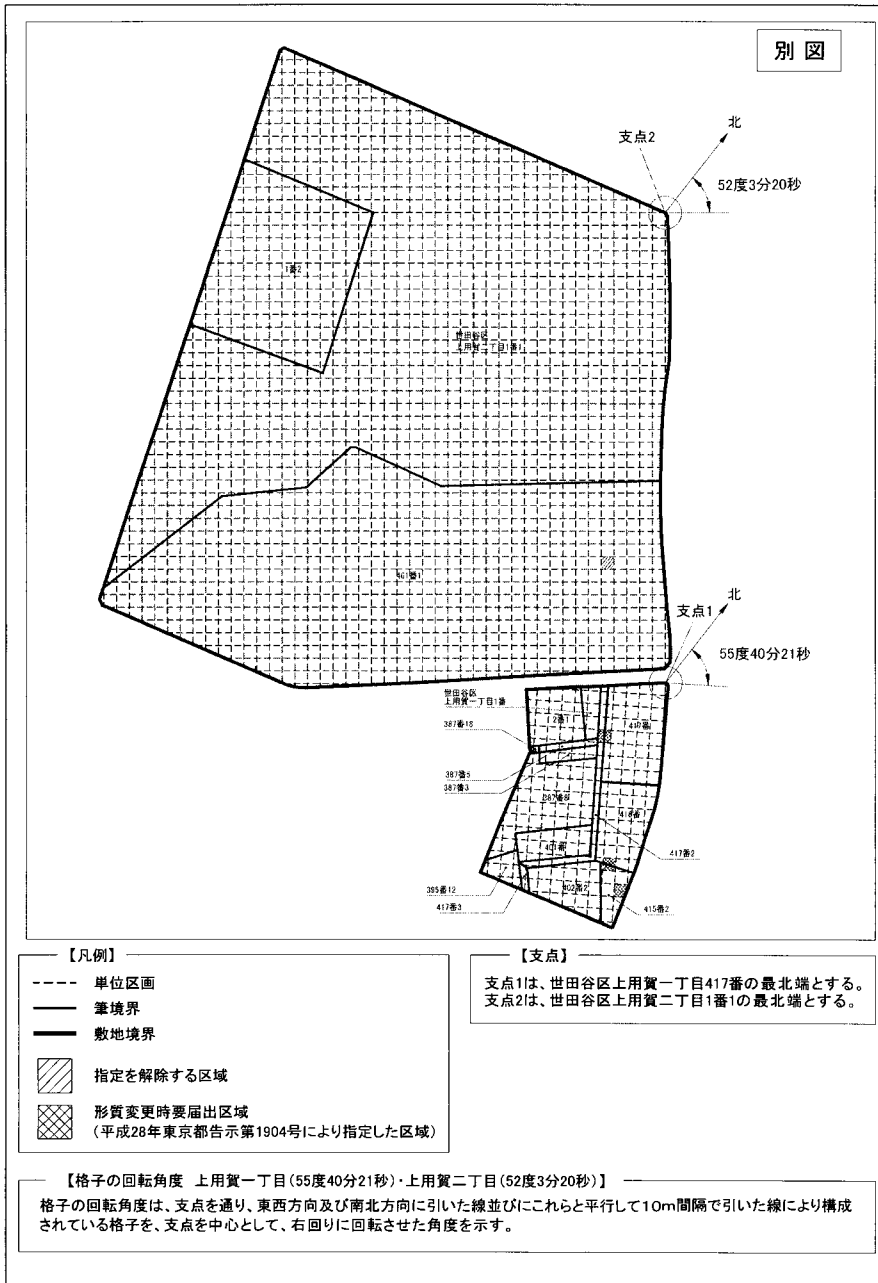 別図
北
支点2
52度3分20秒
1番2
世田谷区
上用賀二丁目1番1
461番1
北
支点1
55度40分21秒
世田谷区
上用賀一丁目1番
2番1
417番
387番16
387番5
387番3
387番8
418番
401番
417番2
395番12
402番2
417番3
415番2
【凡例】
単位区画
筆境界
敷地境界
指定を解除する区域
形質変更時要届出区域
(平成28年東京都告示第1904号により指定した区域)
【支点】
支点1は、世田谷区上用賀一丁目417番の最北端とする。
支点2は、世田谷区上用賀二丁目1番1の最北端とする。
【格子の回転角度 上用賀一丁目(55度40分21秒)・上用賀二丁目(52度3分20秒)】
格子の回転角度は、支点を通り、東西方向及び南北方向に引いた線並びにこれらと平行して10m間隔で引いた線により構成
されている格子を、支点を中心として、右回りに回転させた角度を示す。